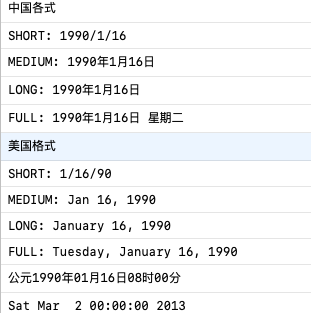 中国各式
SHORT: 1990/1/16
MEDIUM: 1990年1月16日
LONG: 1990年1月16日
FULL: 1990年1月16日 星期二
美国格式
SHORT: 1/16/90
MEDIUM: Jan 16, 1990
LONG: January 16, 1990
FULL: Tuesday, January 16, 1990
公元1990年01月16日08时00分
Sat Mar  2 00:00:00 2013